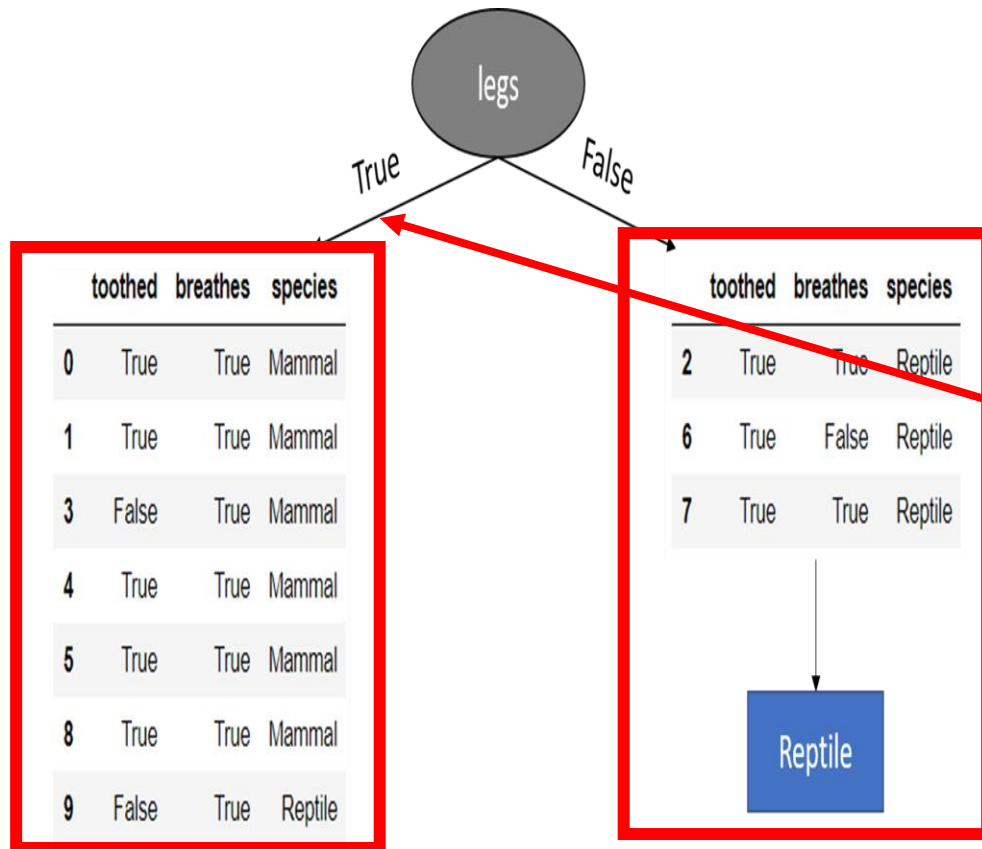 legs
True
False
toothed breathes species
0 True True Mammal
1 True True Mammal
3 False True Mammal
4 True True Mammal
5 True True Mammal
8 True True Mammal
9 False True Reptile
toothed breathes species
2 True True Reptile
6 True False Reptile
7 True True Reptile
Reptile